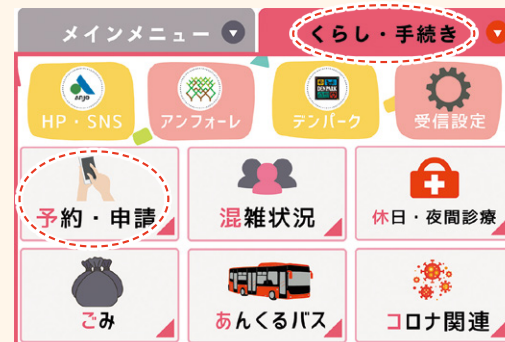 メインメニュー
くらし・手続き
Anjo
HP・SNS
アンフォーレ
DENPARK
デンパーク
受信設定
予約・申請
混雑状況
休日・夜間診療
ごみ
あんくるバス
コロナ関連